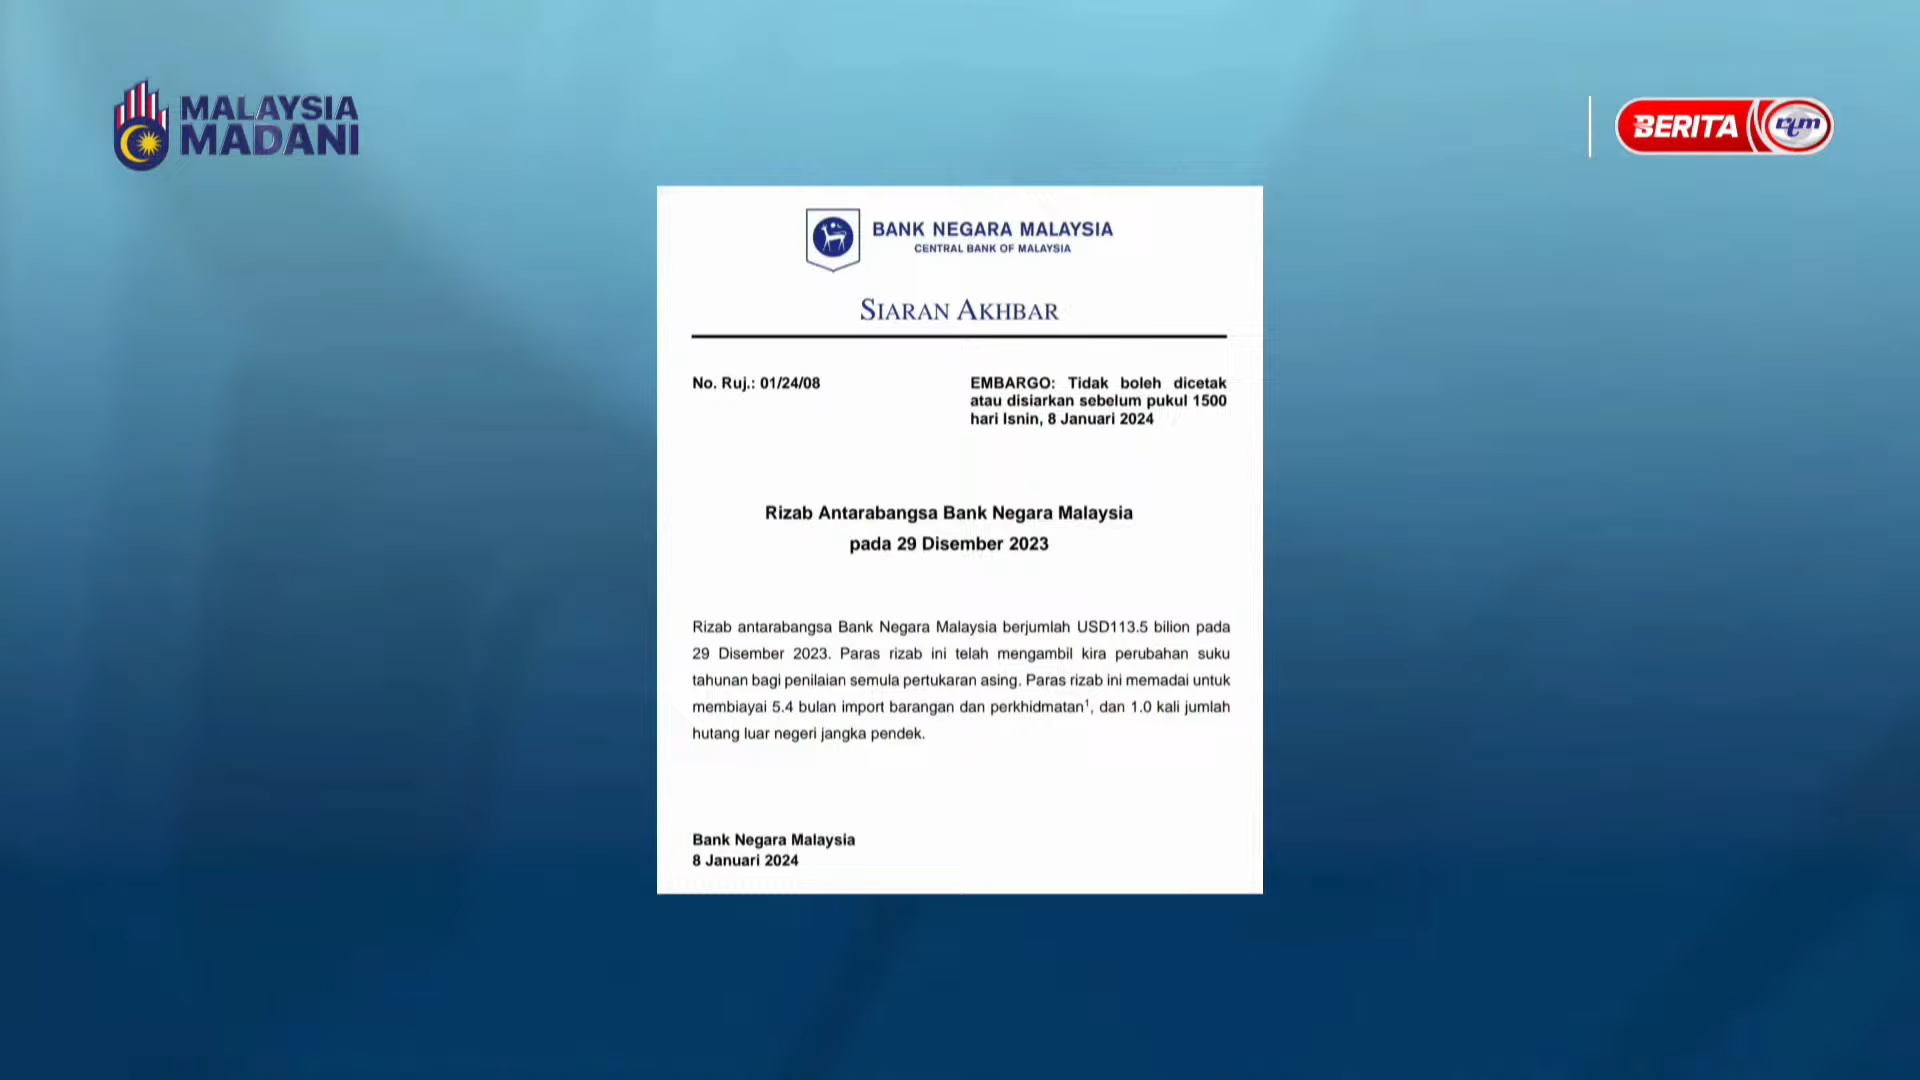 MALAYSIA
MADANI
BERITA rtm
BANK NEGARA MALAYSIA
CENTRAL BANK OF MALAYSIA
SIARAN AKHBAR
No. Ruj.: 01/24/08
EMBARGO: Tidak boleh dicetak
atau disiarkan sebelum pukul 1500
hari Isnin, 8 Januari 2024
Rizab Antarabangsa Bank Negara Malaysia
pada 29 Disember 2023
Rizab antarabangsa Bank Negara Malaysia berjumlah USD113.5 bilion pada
29 Disember 2023. Paras rizab ini telah mengambil kira perubahan suku
tahunan bagi penilaian semula pertukaran asing. Paras rizab ini memadai untuk
membiayai 5.4 bulan import barangan dan perkhidmatan¹, dan 1.0 kali jumlah
hutang luar negeri jangka pendek.
Bank Negara Malaysia
8 Januari 2024